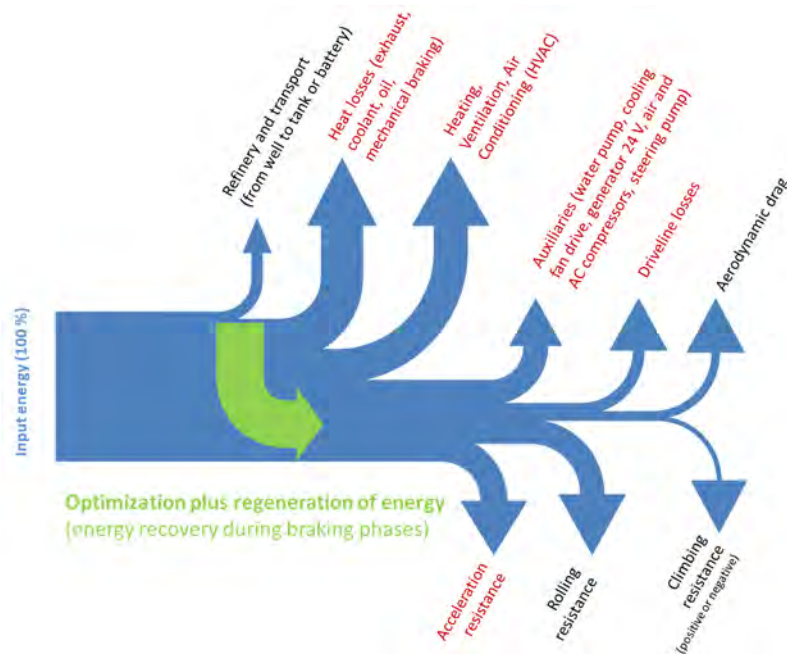 Refinery and transport
(from well to tank or battery)
Heat losses (exhaust,
coolant, oil,
mechanical braking)
Heating,
Ventilation, Air
Conditioning (HVAC)
Auxiliaries (water pump, cooling
fan drive, generator 24 V, air and
AC compressors, steering pump)
Driveline losses
Aerodynamic drag
Input energy (100 %)
Optimization plus regeneration of energy
(energy recovery during braking phases)
Acceleration
resistance
Rolling
resistance
Climbing
resistance
(positive or negative)